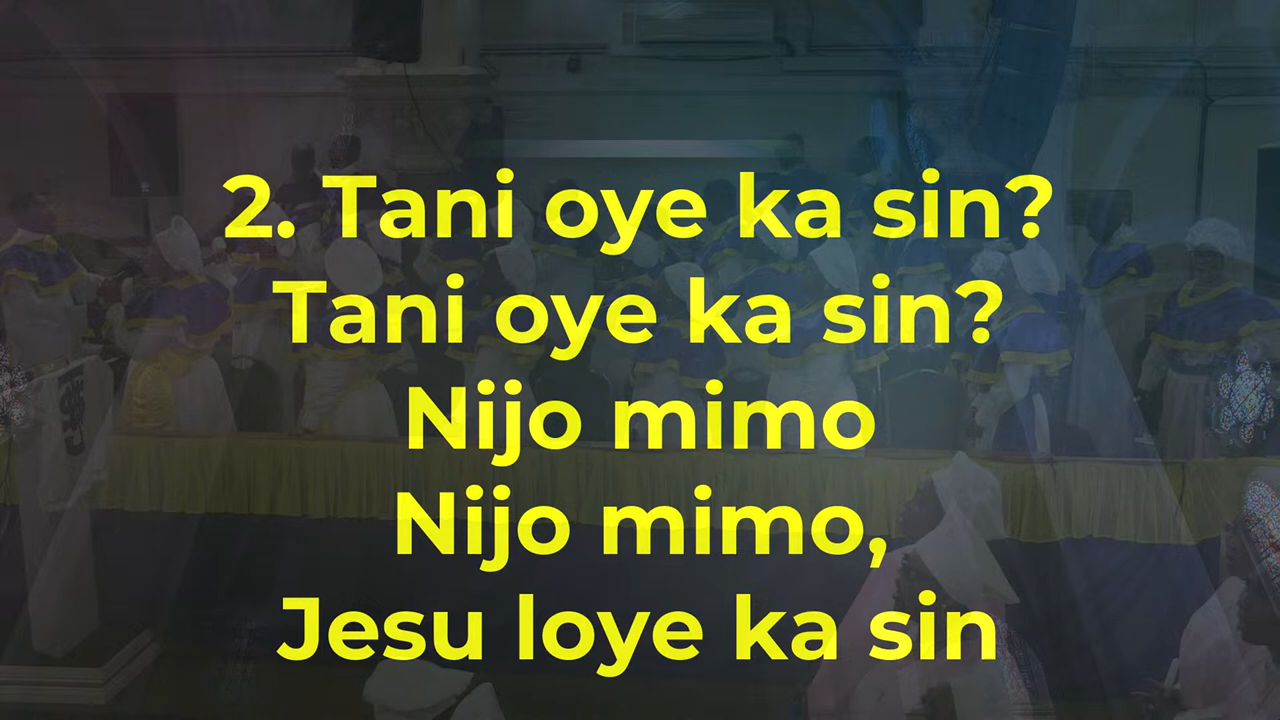 2. Tani oye ka sin?
Tani oye ka sin?
Nijo mimo
Nijo mimo,
Jesu loye ka sin